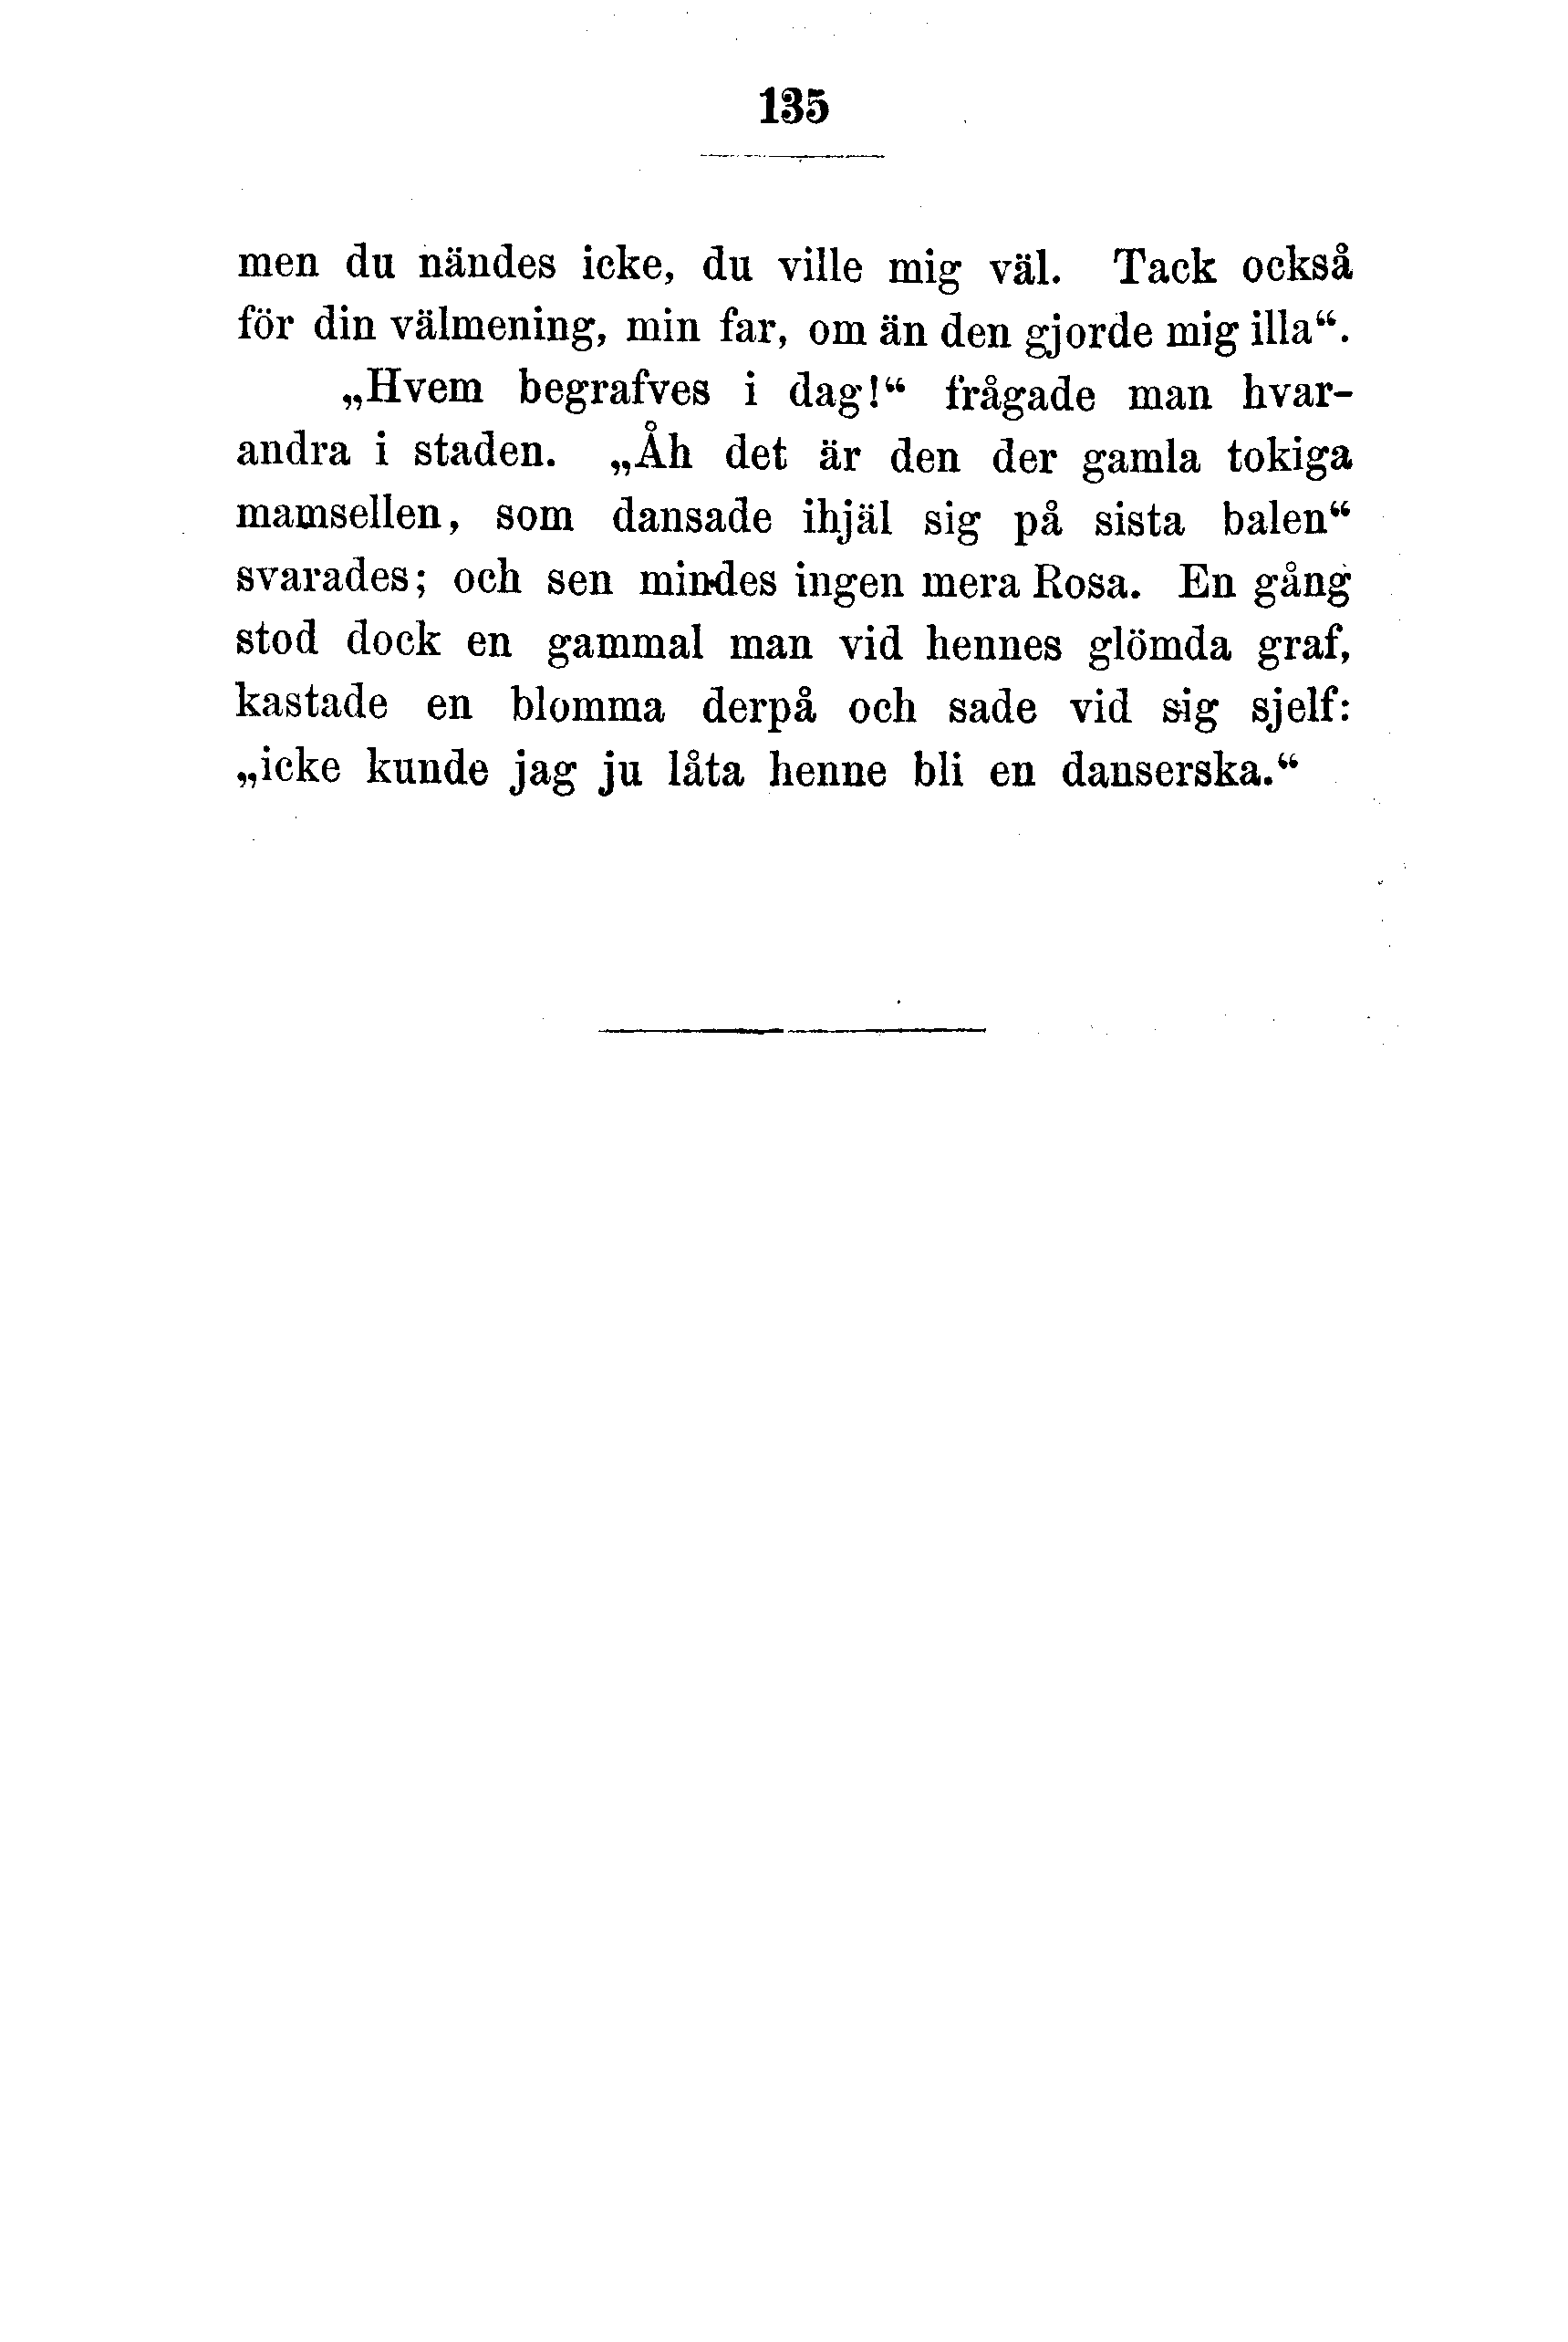 135
men du nändes icke, du ville mig väl. Tack också
för din välmening, min far, om än den gjorde mig illa“.
„Hvem begrafves i dag!“ frågade man hvar-
andra i staden. „Åh det är den der gamla tokiga
mamsellen, som dansade ihjäl sig på sista balen“
svarades; och sen mindes ingen mera Rosa. En gång
stod dock en gammal man vid hennes glömda graf,
kastade en blomma derpå och sade vid sig sjelf:
„icke kunde jag ju låta henne bli en danserska.“